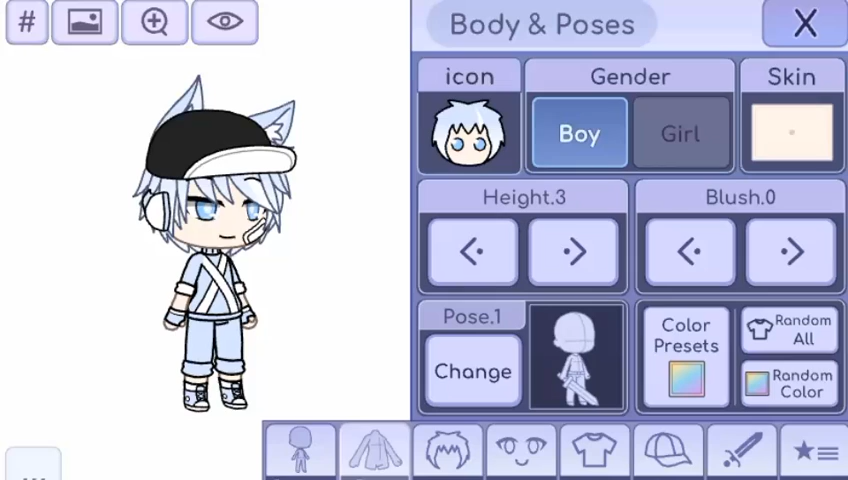 #
Body & Poses
X
icon
Gender
Skin
Boy
Girl
Height.3
Blush.0
Pose.1
Change
Color
Presets
Random
All
Random
Color
...